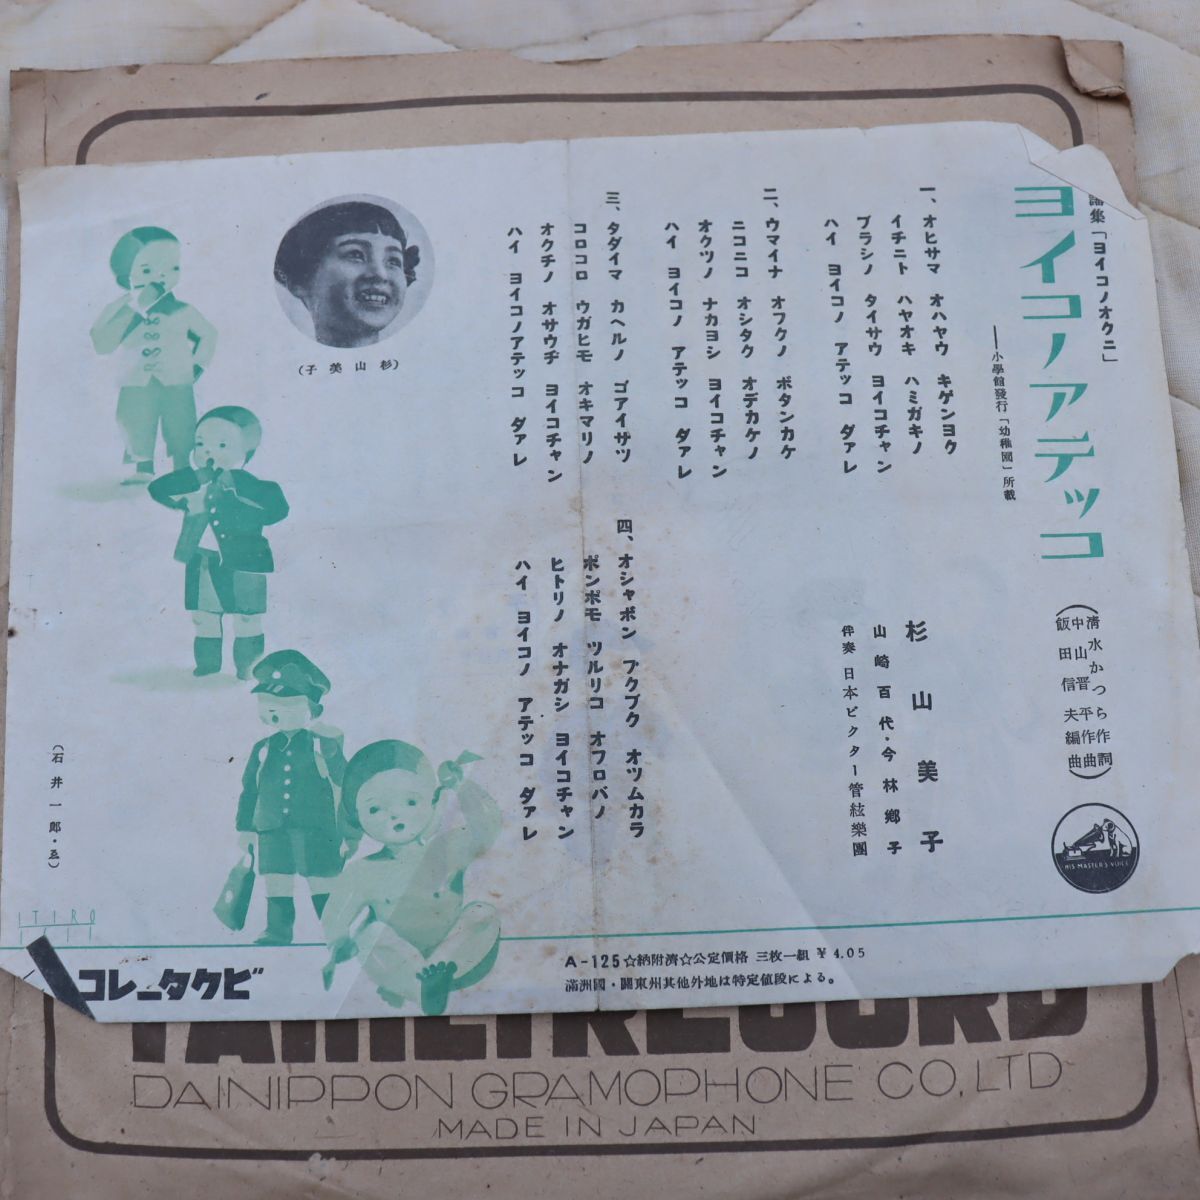 謠集「ヨイコノオクニ」
ヨイコノアテッコ
――小學館發行「幼稚園」所載
(清水かつら作詞
中山晋平作曲
飯田信夫編曲)
杉山美子
山崎百代・今林郷子
伴奏 日本ビクター管絃樂團
一、オヒサマ オハヤウ キゲンヨク
イチニト ハヤオキ ハミガキノ
ブラシノ タイサウ ヨイコチャン
ハイ ヨイコノ アテッコ ダァレ
二、ウマイナ オフクノ ボタンカケ
ニコニコ オシタク オデカケノ
オクツノ ナカヨシ ヨイコチャン
ハイ ヨイコノ アテッコ ダァレ
三、タダイマ カヘルノ ゴアイサツ
コロコロ ウガヒモ オキマリノ
オクチノ オサウヂ ヨイコチャン
ハイ ヨイコノアテッコ ダァレ
四、オシャボン ブクブク オツムカラ
ポンポモ ツルリコ オフロバノ
ヒトリノ オナガシ ヨイコチャン
ハイ ヨイコノ アテッコ ダァレ
(子美山杉)
(石井一郎・ゑ)
ITIRO
HIS MASTER'S VOICE
A-125☆納附濟☆公定價格 三枚一組 ¥4.05
滿洲國・關東州其他外地は特定値段による。
コレータクビ
DAINIPPON GRAMOPHONE CO., LTD
MADE IN JAPAN